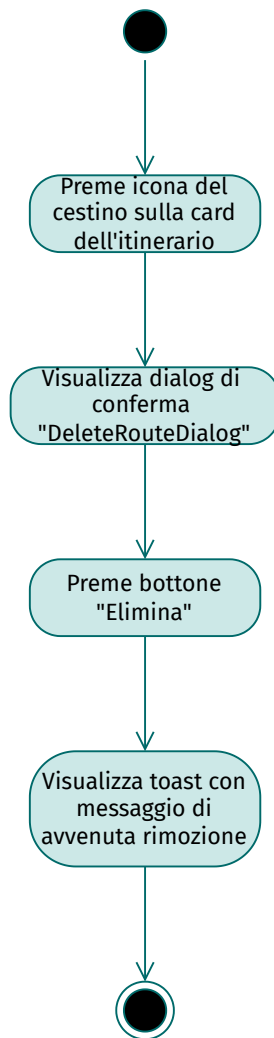 Preme icona del
cestino sulla card
dell'itinerario
Visualizza dialog di
conferma
"DeleteRouteDialog"
Preme bottone
"Elimina"
Visualizza toast con
messaggio di
avvenuta rimozione